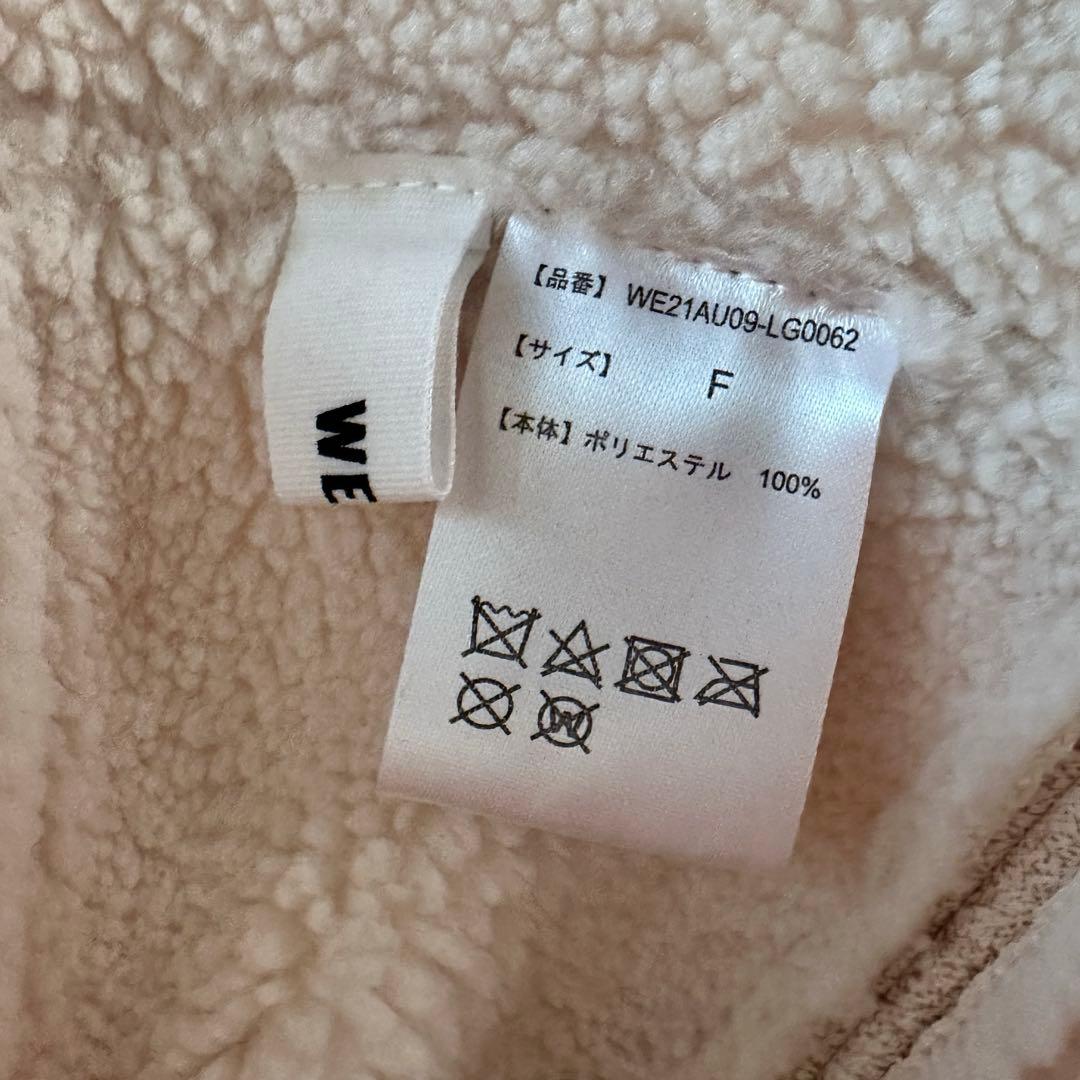 WE
【品番】 WE21AU09-LG0062
【サイズ】 F
【本体】ポリエステル 100%
W